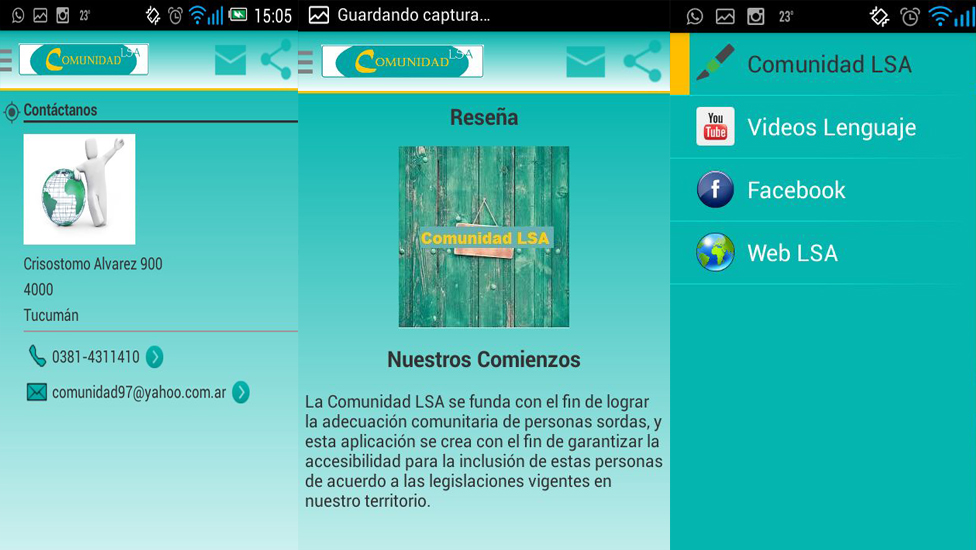 23°
15:05
COMUNIDAD LSA
Contáctanos
Crisostomo Alvarez 900
4000
Tucumán
0381-4311410
comunidad97@yahoo.com.ar
Guardando captura...
COMUNIDAD LSA
Reseña
Comunidad LSA
Nuestros Comienzos
La Comunidad LSA se funda con el fin de lograr
la adecuación comunitaria de personas sordas, y
esta aplicación se crea con el fin de garantizar la
accesibilidad para la inclusión de estas personas
de acuerdo a las legislaciones vigentes en
nuestro territorio.
23°
Comunidad LSA
You Tube
Videos Lenguaje
f
Facebook
Web LSA